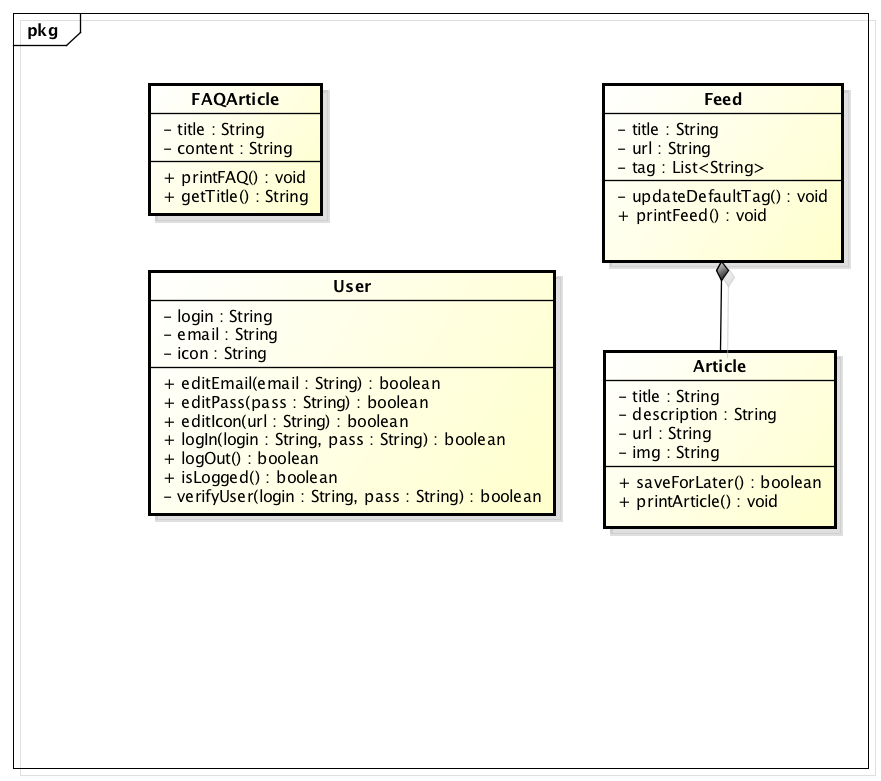 pkg
FAQArticle
- title : String
- content : String
+ printFAQ() : void
+ getTitle() : String
Feed
- title : String
- url : String
- tag : List<String>
- updateDefaultTag() : void
+ printFeed() : void
User
- login : String
- email : String
- icon : String
+ editEmail(email : String) : boolean
+ editPass(pass : String) : boolean
+ editIcon(url : String) : boolean
+ logIn(login : String, pass : String) : boolean
+ logOut() : boolean
+ isLogged() : boolean
- verifyUser(login : String, pass : String) : boolean
Article
- title : String
- description : String
- url : String
- img : String
+ saveForLater() : boolean
+ printArticle() : void